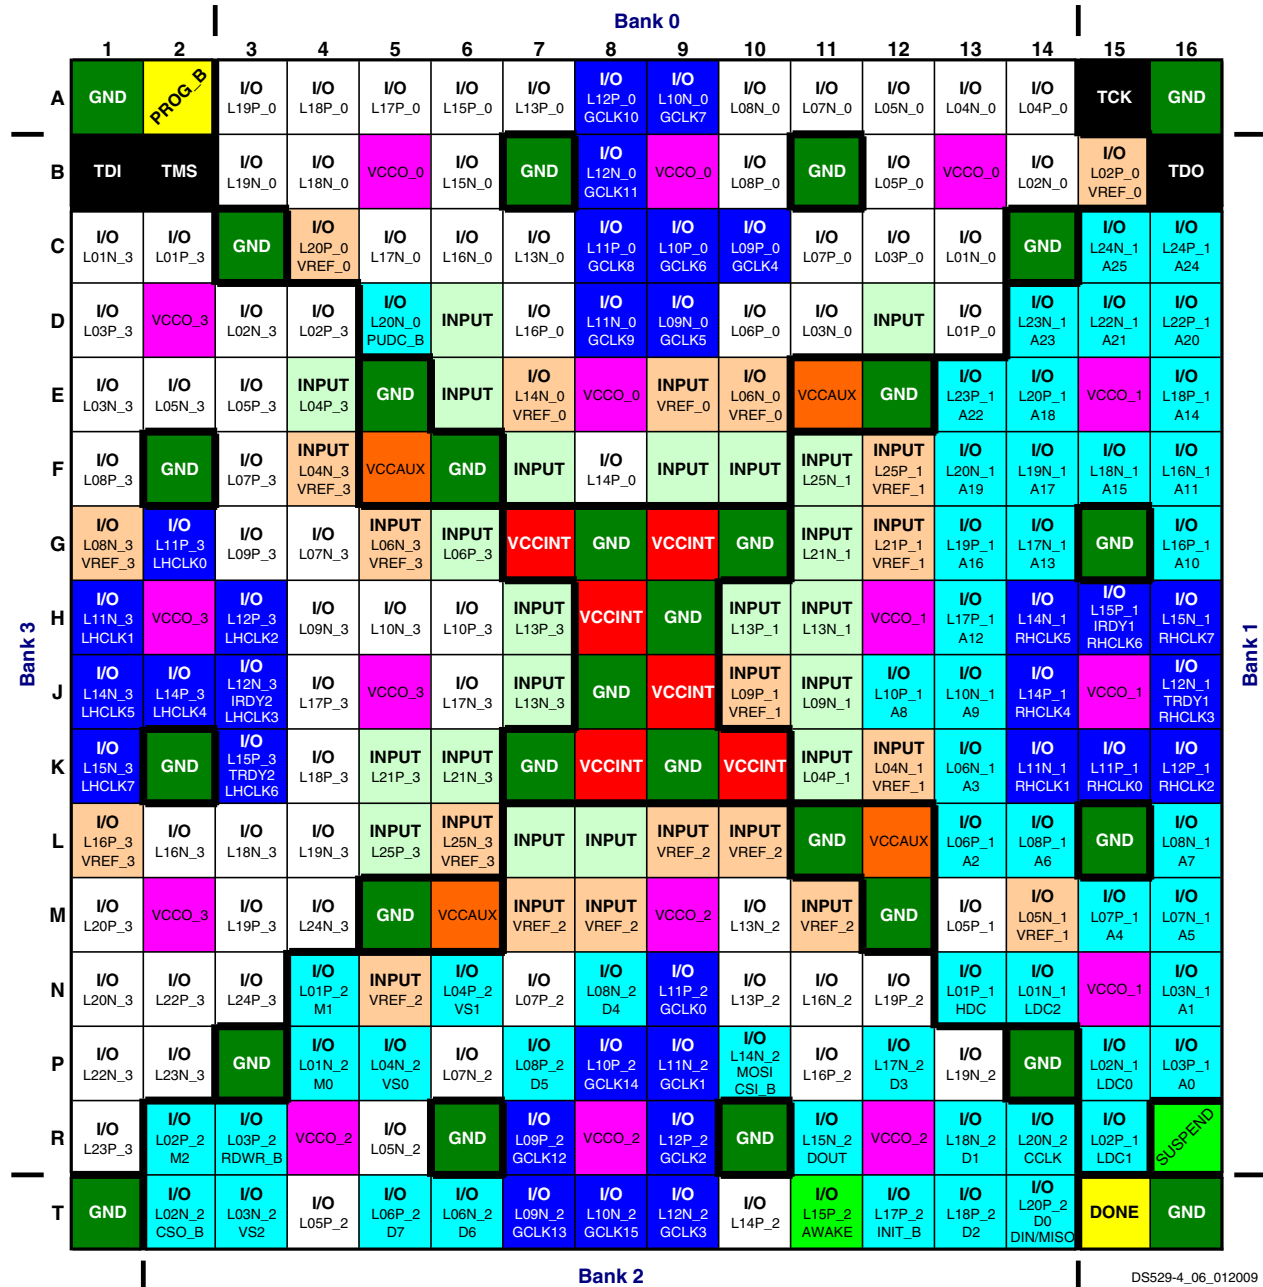 Bank 0
1 2 3 4 5 6 7 8 9 10 11 12 13 14 15 16
A GND PROG_B I/O L19P_0 I/O L18P_0 I/O L17P_0 I/O L15P_0 I/O L13P_0 I/O L12P_0 GCLK10 I/O L10N_0 GCLK7 I/O L08N_0 I/O L07N_0 I/O L05N_0 I/O L04N_0 I/O L04P_0 TCK GND
B TDI TMS I/O L19N_0 I/O L18N_0 VCCO_0 I/O L15N_0 GND I/O L12N_0 GCLK11 VCCO_0 I/O L08P_0 GND I/O L05P_0 VCCO_0 I/O L02N_0 I/O L02P_0 VREF_0 TDO
C I/O L01N_3 I/O L01P_3 GND I/O L20P_0 VREF_0 I/O L17N_0 I/O L16N_0 I/O L13N_0 I/O L11P_0 GCLK8 I/O L10P_0 GCLK6 I/O L09P_0 GCLK4 I/O L07P_0 I/O L03P_0 I/O L01N_0 GND I/O L24N_1 A25 I/O L24P_1 A24
D I/O L03P_3 VCCO_3 I/O L02N_3 I/O L02P_3 I/O L20N_0 PUDC_B INPUT I/O L16P_0 I/O L11N_0 GCLK9 I/O L09N_0 GCLK5 I/O L06P_0 I/O L03N_0 INPUT I/O L01P_0 I/O L23N_1 A23 I/O L22N_1 A21 I/O L22P_1 A20
E I/O L03N_3 I/O L05N_3 I/O L05P_3 INPUT L04P_3 GND INPUT I/O L14N_0 VREF_0 VCCO_0 INPUT VREF_0 I/O L06N_0 VREF_0 VCCAUX GND I/O L23P_1 A22 I/O L20P_1 A18 VCCO_1 I/O L18P_1 A14
F I/O L08P_3 GND I/O L07P_3 INPUT L04N_3 VREF_3 VCCAUX GND INPUT I/O L14P_0 INPUT INPUT INPUT L25N_1 INPUT L25P_1 VREF_1 I/O L20N_1 A19 I/O L19N_1 A17 I/O L18N_1 A15 I/O L16N_1 A11
G I/O L08N_3 VREF_3 I/O L11P_3 LHCLK0 I/O L09P_3 I/O L07N_3 INPUT L06N_3 VREF_3 INPUT L06P_3 VCCINT GND VCCINT GND INPUT L21N_1 INPUT L21P_1 VREF_1 I/O L19P_1 A16 I/O L17N_1 A13 GND I/O L16P_1 A10
Bank 3
H I/O L11N_3 LHCLK1 VCCO_3 I/O L12P_3 LHCLK2 I/O L09N_3 I/O L10N_3 I/O L10P_3 INPUT L13P_3 VCCINT GND INPUT L13P_1 INPUT L13N_1 VCCO_1 I/O L17P_1 A12 I/O L14N_1 RHCLK5 I/O L15P_1 IRDY1 RHCLK6 I/O L15N_1 RHCLK7
Bank 1
J I/O L14N_3 LHCLK5 I/O L14P_3 LHCLK4 I/O L12N_3 IRDY2 LHCLK3 I/O L17P_3 VCCO_3 I/O L17N_3 INPUT L13N_3 GND VCCINT INPUT L09P_1 VREF_1 INPUT L09N_1 I/O L10P_1 A8 I/O L10N_1 A9 I/O L14P_1 RHCLK4 VCCO_1 I/O L12N_1 TRDY1 RHCLK3
K I/O L15N_3 LHCLK7 GND I/O L15P_3 TRDY2 LHCLK6 I/O L18P_3 INPUT L21P_3 INPUT L21N_3 GND VCCINT GND VCCINT INPUT L04P_1 INPUT L04N_1 VREF_1 I/O L06N_1 A3 I/O L11N_1 RHCLK1 I/O L11P_1 RHCLK0 I/O L12P_1 RHCLK2
L I/O L16P_3 VREF_3 I/O L16N_3 I/O L18N_3 I/O L19N_3 INPUT L25P_3 INPUT L25N_3 VREF_3 INPUT INPUT INPUT VREF_2 INPUT VREF_2 GND VCCAUX I/O L06P_1 A2 I/O L08P_1 A6 GND I/O L08N_1 A7
M I/O L20P_3 VCCO_3 I/O L19P_3 I/O L24N_3 GND VCCAUX INPUT VREF_2 INPUT VREF_2 VCCO_2 I/O L13N_2 INPUT VREF_2 GND I/O L05P_1 I/O L05N_1 VREF_1 I/O L07P_1 A4 I/O L07N_1 A5
N I/O L20N_3 I/O L22P_3 I/O L24P_3 I/O L01P_2 M1 INPUT VREF_2 I/O L04P_2 VS1 I/O L07P_2 I/O L08N_2 D4 I/O L11P_2 GCLK0 I/O L13P_2 I/O L16N_2 I/O L19P_2 I/O L01P_1 HDC I/O L01N_1 LDC2 VCCO_1 I/O L03N_1 A1
P I/O L22N_3 I/O L23N_3 GND I/O L01N_2 M0 I/O L04N_2 VS0 I/O L07N_2 I/O L08P_2 D5 I/O L10P_2 GCLK14 I/O L11N_2 GCLK1 I/O L14N_2 MOSI CSI_B I/O L16P_2 I/O L17N_2 D3 I/O L19N_2 GND I/O L02N_1 LDC0 I/O L03P_1 A0
R I/O L23P_3 I/O L02P_2 M2 I/O L03P_2 RDWR_B VCCO_2 I/O L05N_2 GND I/O L09P_2 GCLK12 VCCO_2 I/O L12P_2 GCLK2 GND I/O L15N_2 DOUT VCCO_2 I/O L18N_2 D1 I/O L20N_2 CCLK I/O L02P_1 LDC1 SUSPEND
T GND I/O L02N_2 CSO_B I/O L03N_2 VS2 I/O L05P_2 I/O L06P_2 D7 I/O L06N_2 D6 I/O L09N_2 GCLK13 I/O L10N_2 GCLK15 I/O L12N_2 GCLK3 I/O L14P_2 I/O L15P_2 AWAKE I/O L17P_2 INIT_B I/O L18P_2 D2 I/O L20P_2 D0 DIN/MISO DONE GND
Bank 2
DS529-4_06_012009